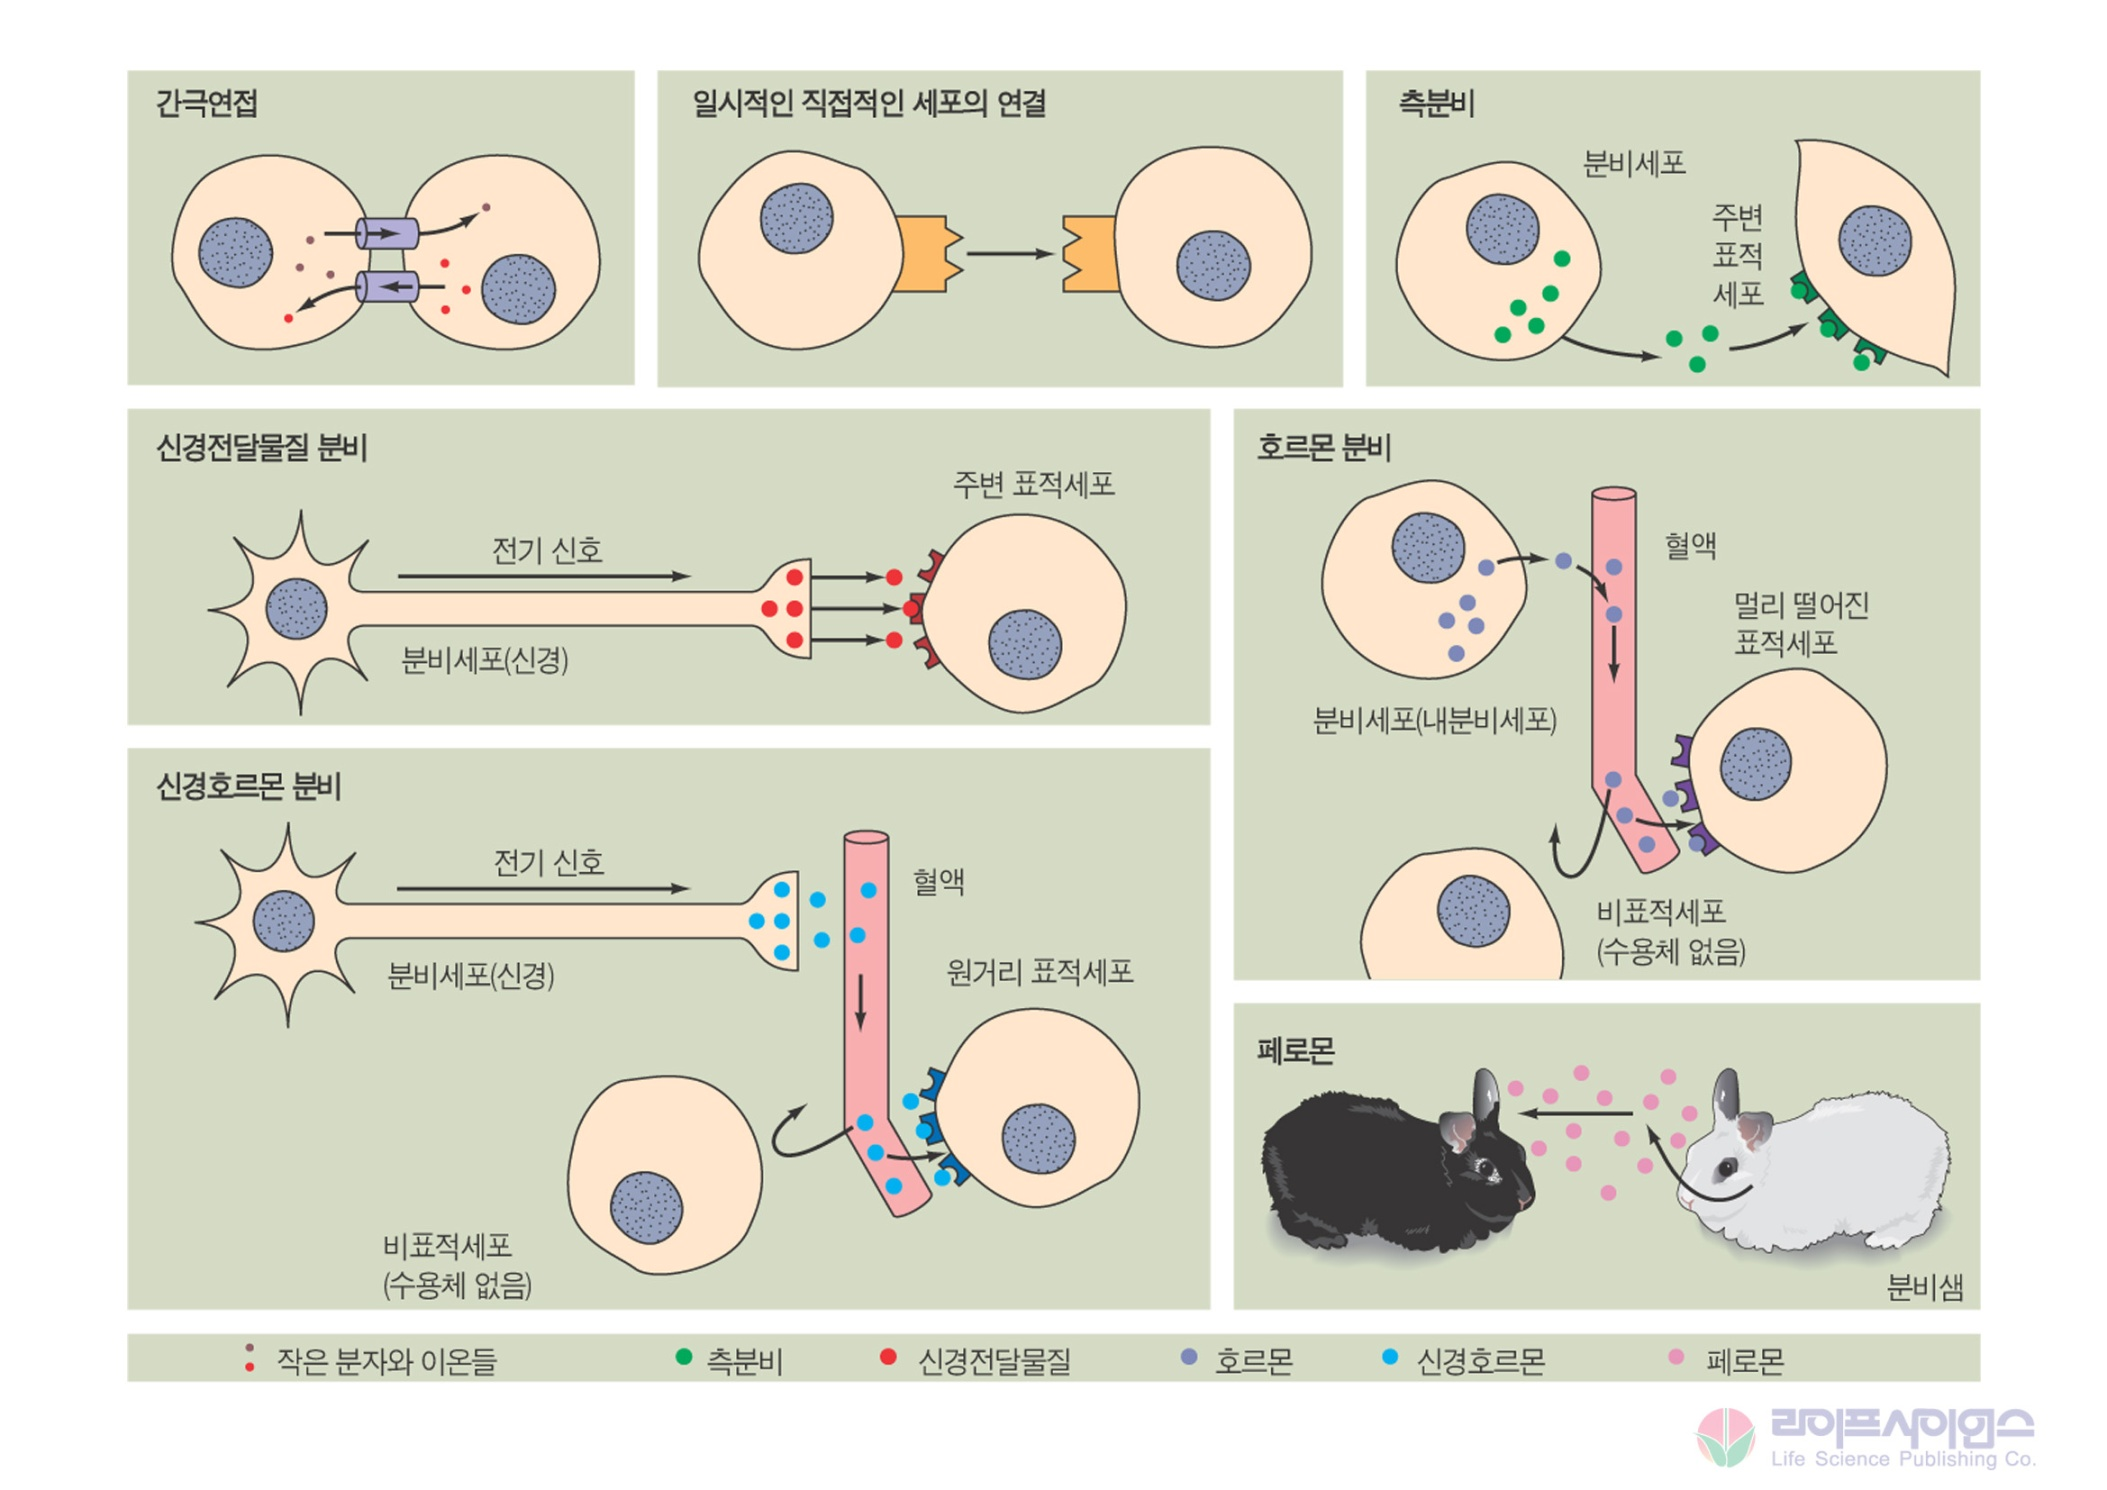 간극연접
일시적인 직접적인 세포의 연결
측분비
분비세포
주변
표적
세포
신경전달물질 분비
주변 표적세포
전기 신호
분비세포(신경)
호르몬 분비
혈액
멀리 떨어진
표적세포
분비세포(내분비세포)
비표적세포
(수용체 없음)
신경호르몬 분비
전기 신호
혈액
분비세포(신경)
원거리 표적세포
비표적세포
(수용체 없음)
페로몬
분비샘
작은 분자와 이온들
측분비
신경전달물질
호르몬
신경호르몬
페로몬
라이프사이언스
Life Science Publishing Co.